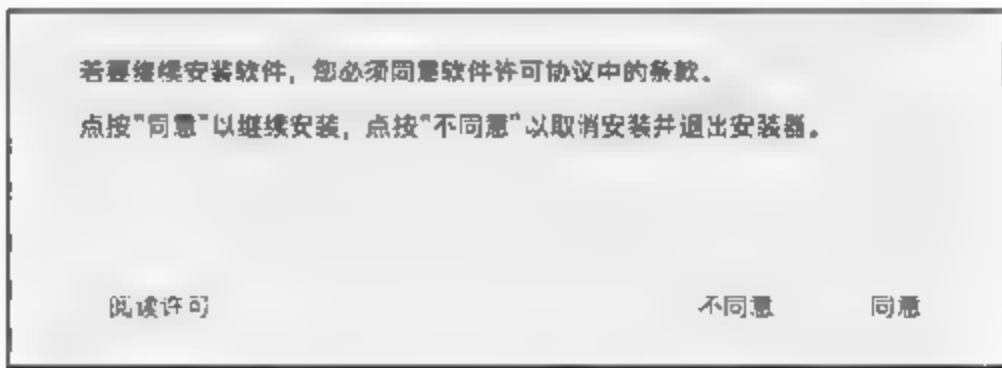 若要继续安装软件，您必须同意软件许可协议中的条款。
点按“同意”以继续安装，点按“不同意”以取消安装并退出安装器。
阅读许可
不同意
同意